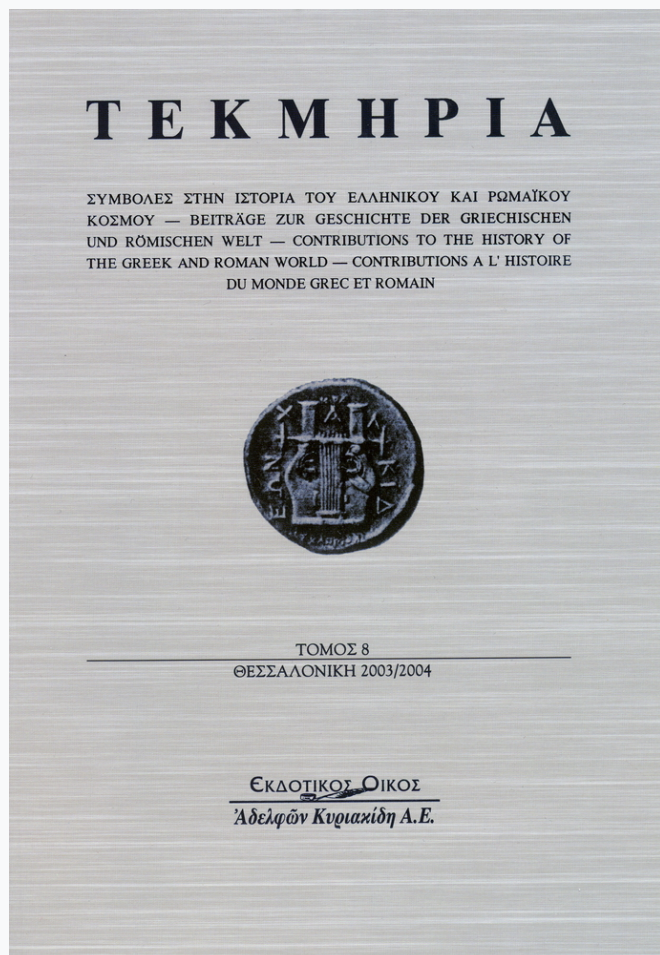 ΤΕΚΜΗΡΙΑ
ΣΥΜΒΟΛΕΣ ΣΤΗΝ ΙΣΤΟΡΙΑ ΤΟΥ ΕΛΛΗΝΙΚΟΥ ΚΑΙ ΡΩΜΑΪΚΟΥ
ΚΟΣΜΟΥ — BEITRÄGE ZUR GESCHICHTE DER GRIECHISCHEN
UND RÖMISCHEN WELT — CONTRIBUTIONS TO THE HISTORY OF
THE GREEK AND ROMAN WORLD — CONTRIBUTIONS A L' HISTOIRE
DU MONDE GREC ET ROMAIN
ΧΑΛΚΙΔΕΩΝ
ΤΟΜΟΣ 8
ΘΕΣΣΑΛΟΝΙΚΗ 2003/2004
ΕΚΔΟΤΙΚΟΣ ΟΙΚΟΣ
Ἀδελφῶν Κυριακίδη Α.Ε.